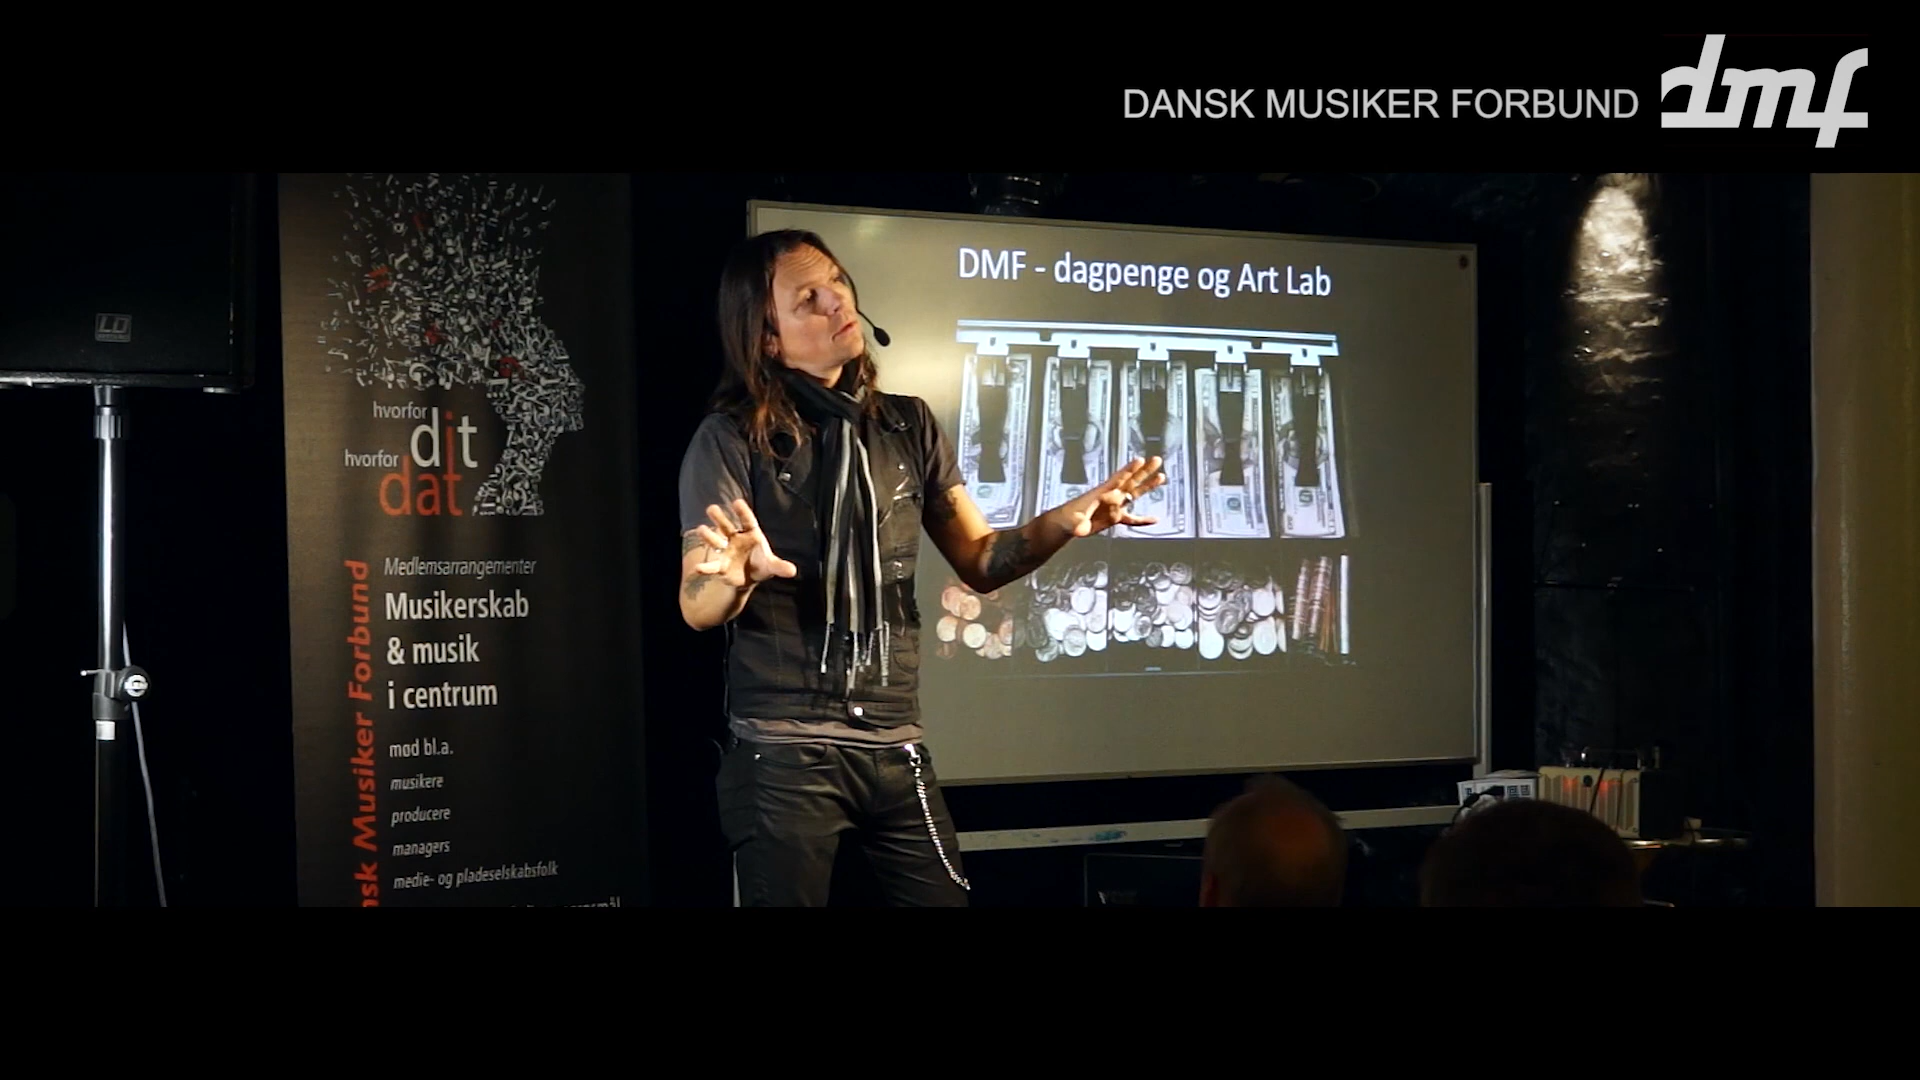 DANSK MUSIKER FORBUND dmf
DMF - dagpenge og Art Lab
LD
hvorfor
dit
hvorfor
dat
Medlemsarrangementer
Musikerskab
& musik
i centrum
mød bl.a.
musikere
producere
managers
medie- og pladeselskabsfolk
nsk Musiker Forbund